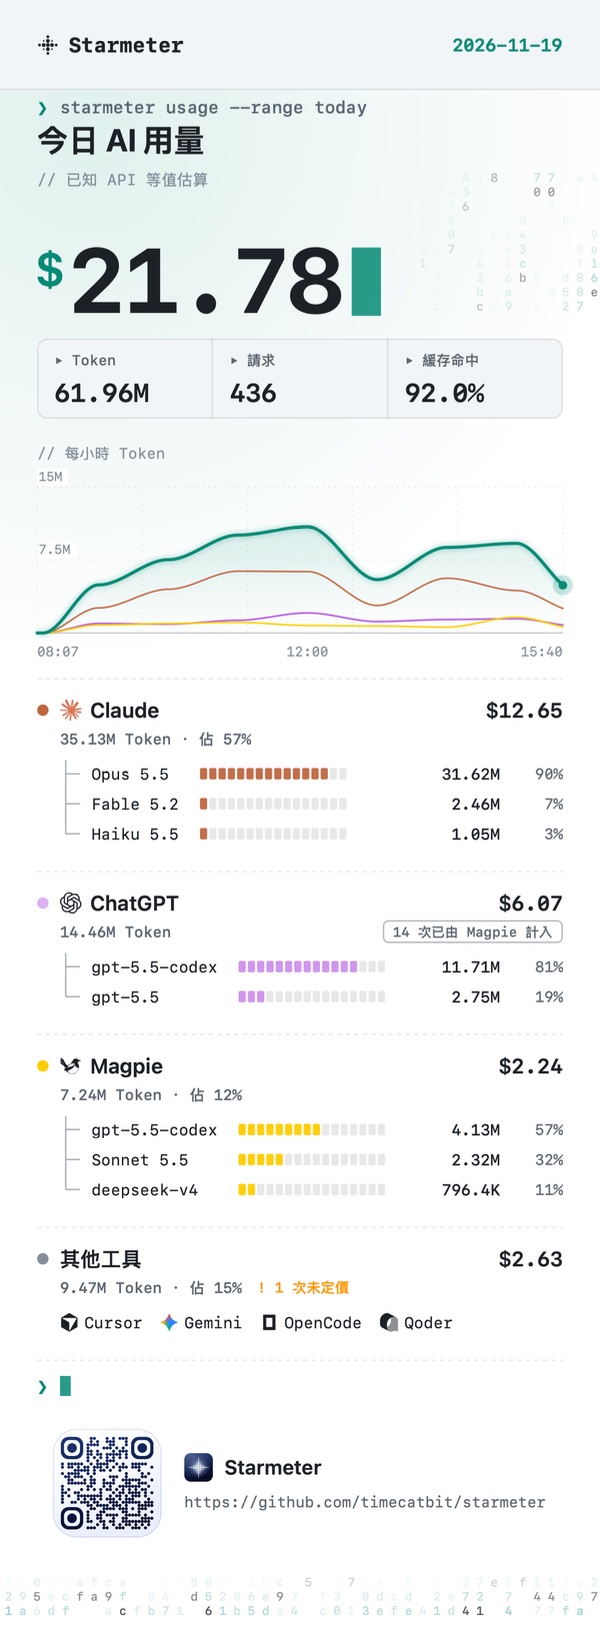 Starmeter
2026-11-19
❯ starmeter usage --range today
今日 AI 用量
// 已知 API 等值估算
$21.78
▸ Token
61.96M
▸ 請求
436
▸ 緩存命中
92.0%
// 每小時 Token
15M
7.5M
08:07 12:00 15:40
Claude $12.65
35.13M Token · 佔 57%
Opus 5.5 31.62M 90%
Fable 5.2 2.46M 7%
Haiku 5.5 1.05M 3%
ChatGPT $6.07
14.46M Token 14 次已由 Magpie 計入
gpt-5.5-codex 11.71M 81%
gpt-5.5 2.75M 19%
Magpie $2.24
7.24M Token · 佔 12%
gpt-5.5-codex 4.13M 57%
Sonnet 5.5 2.32M 32%
deepseek-v4 796.4K 11%
其他工具 $2.63
9.47M Token · 佔 15% ! 1 次未定價
Cursor Gemini OpenCode Qoder
❯
Starmeter
https://github.com/timecatbit/starmeter